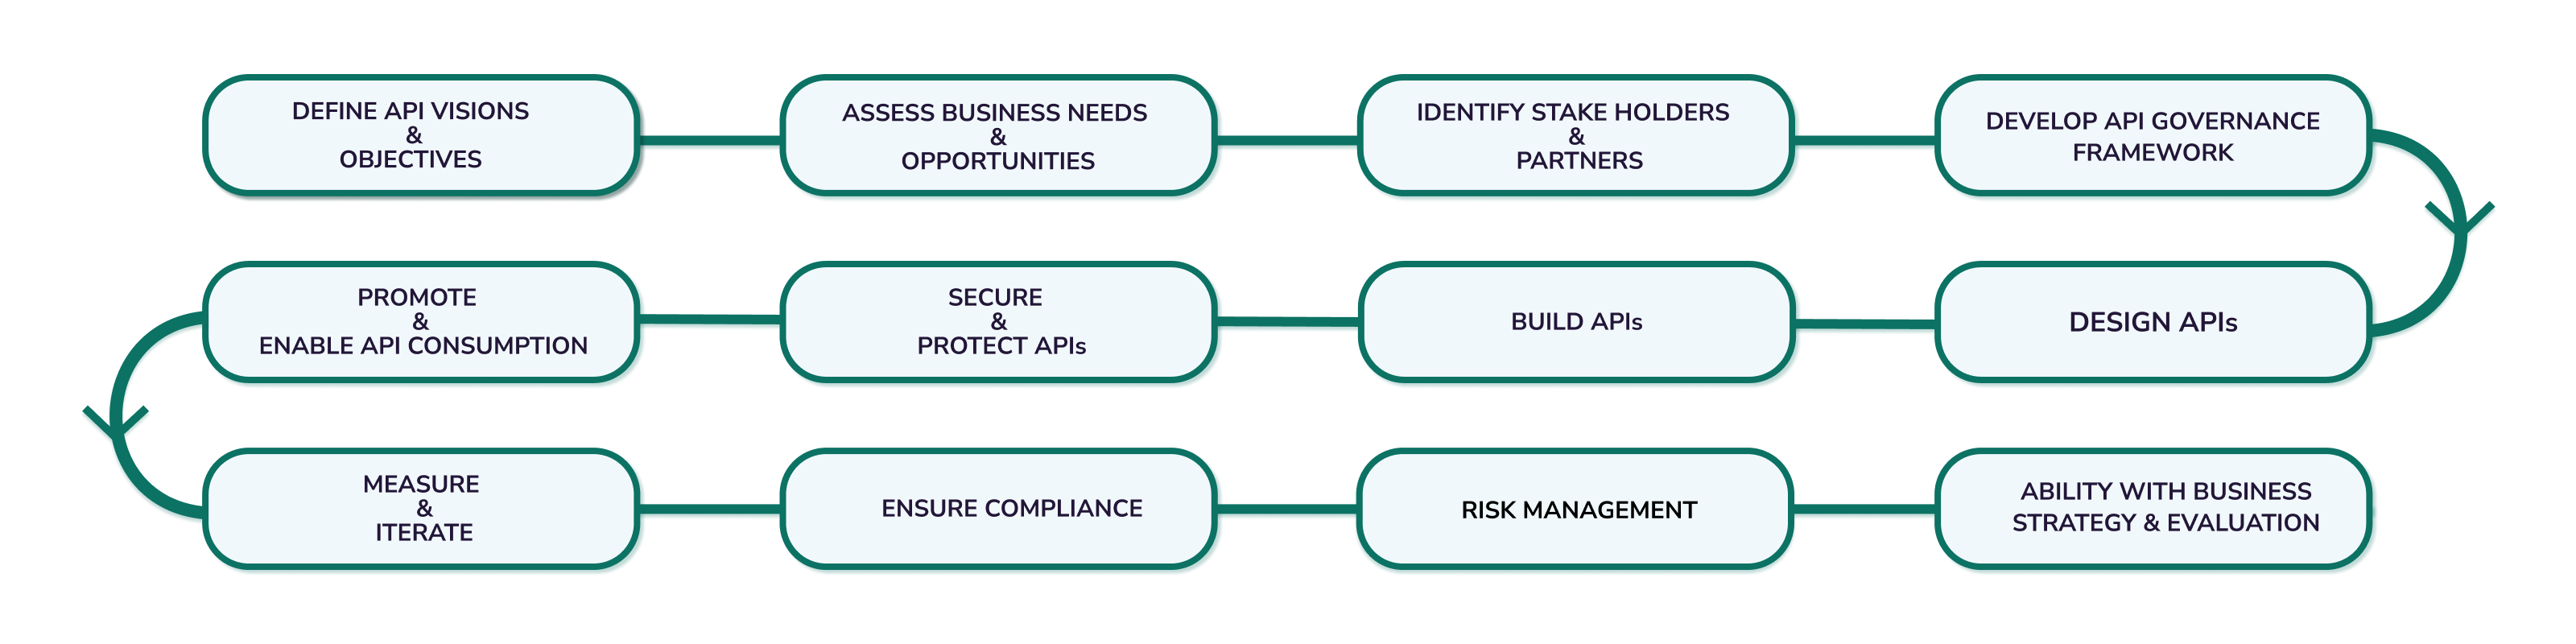 DEFINE API VISIONS
&
OBJECTIVES
ASSESS BUSINESS NEEDS
&
OPPORTUNITIES
IDENTIFY STAKE HOLDERS
&
PARTNERS
DEVELOP API GOVERNANCE
FRAMEWORK
DESIGN APIs
BUILD APIs
SECURE
&
PROTECT APIs
PROMOTE
&
ENABLE API CONSUMPTION
MEASURE
&
ITERATE
ENSURE COMPLIANCE
RISK MANAGEMENT
ABILITY WITH BUSINESS
STRATEGY & EVALUATION